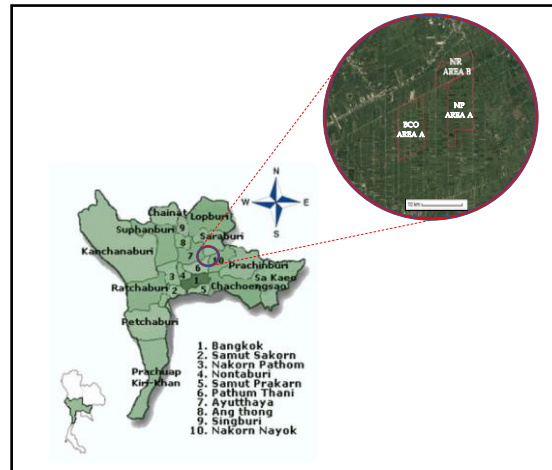 NR
AREA B
NP
AREA A
BCO
AREA A
10 km
N
W
E
S
Chainat
Lopburi
Suphanburi
9
Saraburi
8
Kanchanaburi
7
10
Prachinburi
6
3
4
1
Sa Kaeo
Ratchaburi
2
5
Chachoengsao
Petchaburi
Prachuap
Kiri-Khan
1. Bangkok
2. Samut Sakorn
3. Nakorn Pathom
4. Nontaburi
5. Samut Prakarn
6. Pathum Thani
7. Ayutthaya
8. Ang thong
9. Singburi
10. Nakorn Nayok